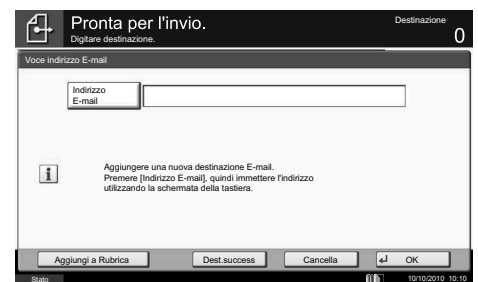 Pronta per l'invio.
Digitare destinazione.
Destinazione
0
Voce indirizzo E-mail
Indirizzo
E-mail
Aggiungere una nuova destinazione E-mail.
Premere [Indirizzo E-mail], quindi immettere l'indirizzo
utilizzando la schermata della tastiera.
Aggiungi a Rubrica
Dest.success
Cancella
OK
Stato
10/10/2010 10:10